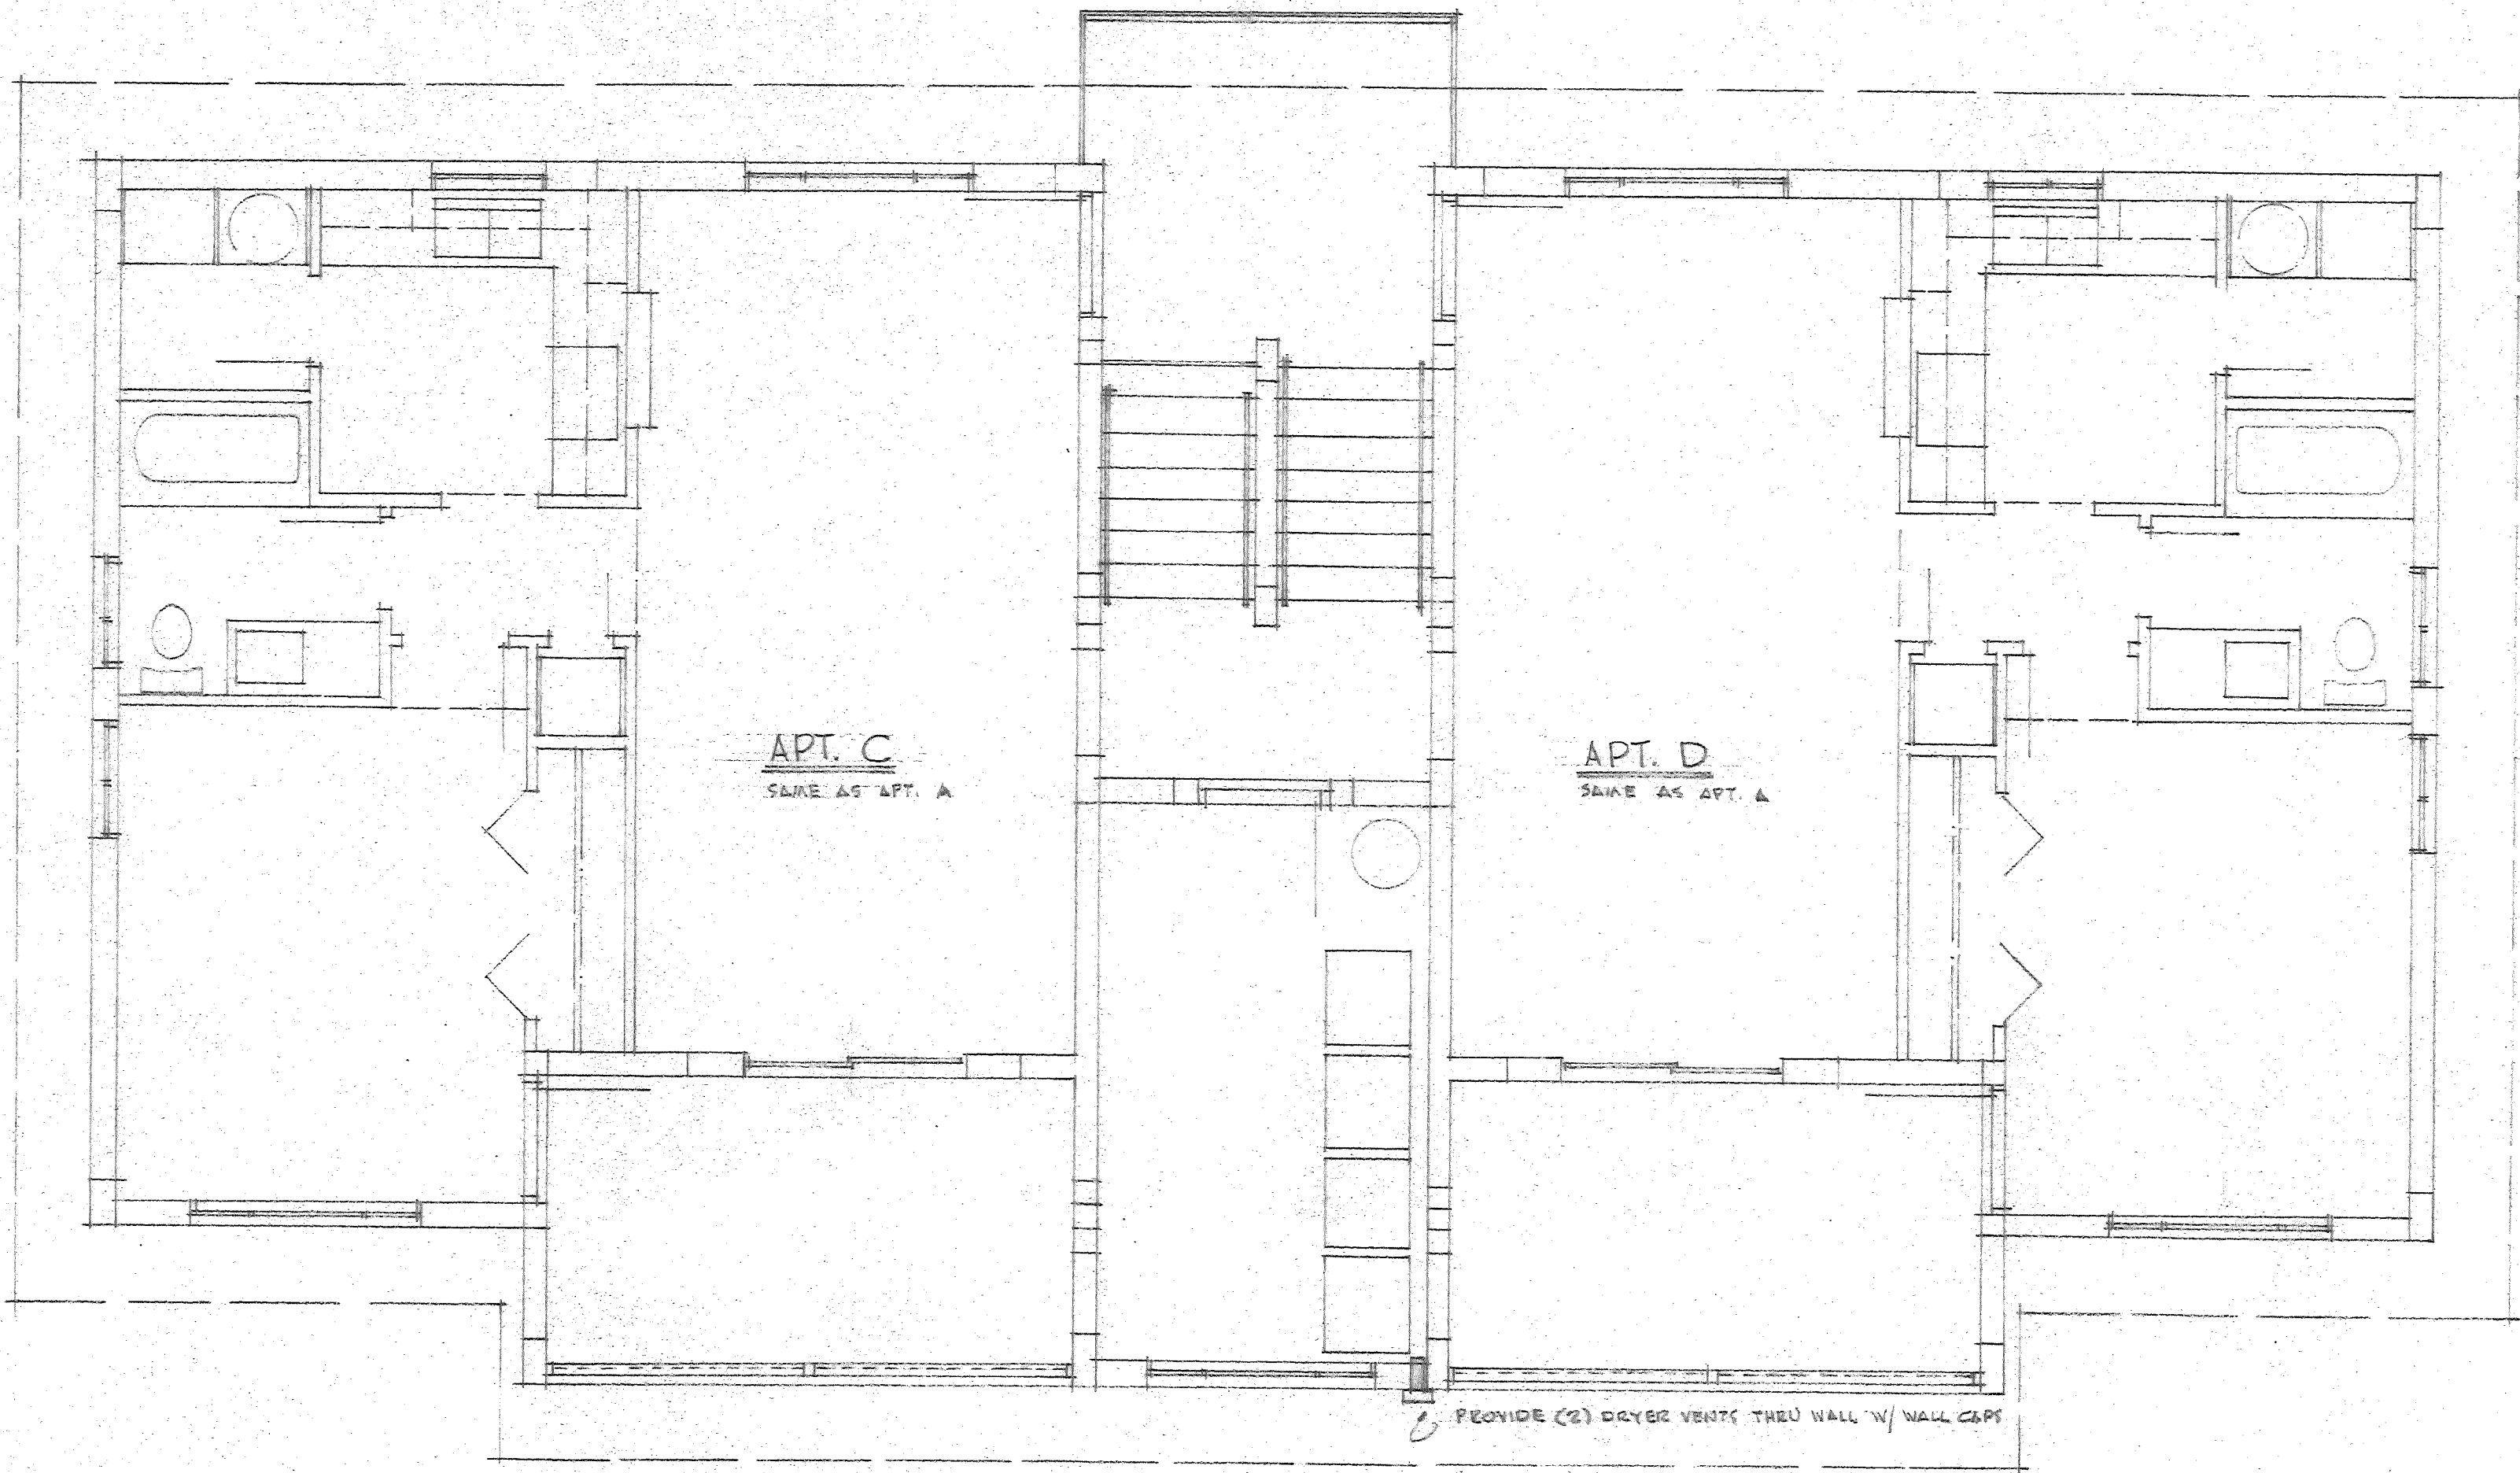 APT. C
SAME AS APT. A
APT. D
SAME AS APT. A
PROVIDE (2) DRYER VENTS THRU WALL W/ WALL CAPS